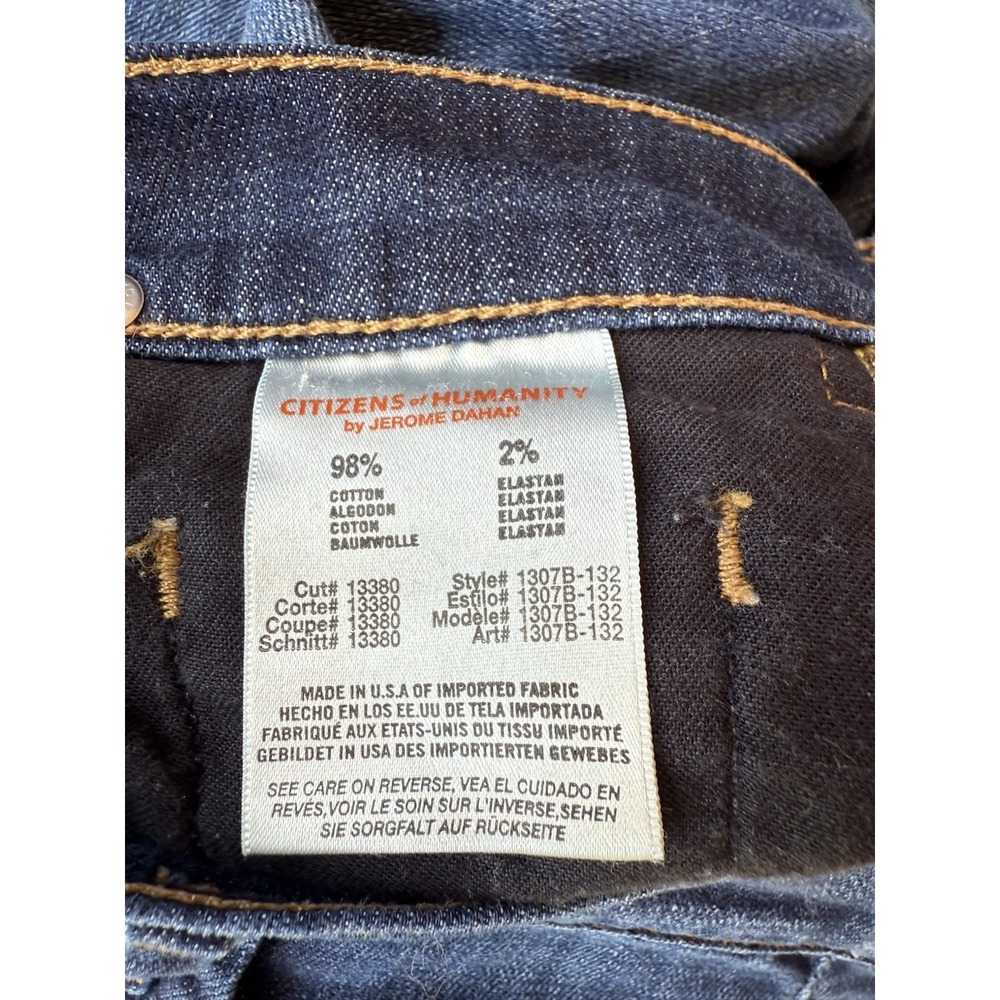 CITIZENS of HUMANITY
by JEROME DAHAN
98% 2%
COTTON ELASTAN
ALGODON ELASTAN
COTON ELASTAN
BAUMWOLLE ELASTAN
Cut# 13380 Style# 1307B-132
Corte# 13380 Estilo# 1307B-132
Coupe# 13380 Modèle# 1307B-132
Schnitt# 13380 Art# 1307B-132
MADE IN U.S.A OF IMPORTED FABRIC
HECHO EN LOS EE.UU DE TELA IMPORTADA
FABRIQUÉ AUX ETATS-UNIS DU TISSU IMPORTÉ
GEBILDET IN USA DES IMPORTIERTEN GEWEBES
SEE CARE ON REVERSE, VEA EL CUIDADO EN
REVÉS,VOIR LE SOIN SUR L'INVERSE,SEHEN
SIE SORGFALT AUF RÜCKSEITE